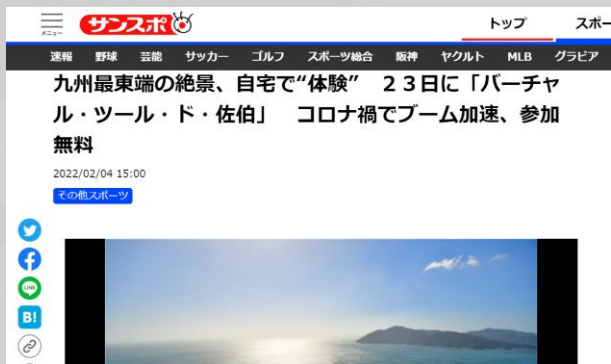 メニュー
サンスポ
トップ
スポー
速報 野球 芸能 サッカー ゴルフ スポーツ総合 阪神 ヤクルト MLB グラビア
九州最東端の絶景、自宅で“体験” ２３日に「バーチャ
ル・ツール・ド・佐伯」 コロナ禍でブーム加速、参加
無料
2022/02/04 15:00
その他スポーツ
LINE
B!